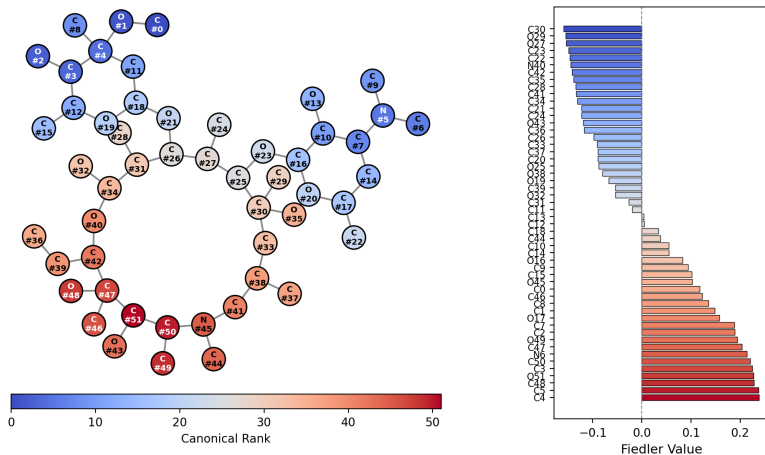 O
#1
C
#0
C
#8
O
#2
C
#4
C
#3
C
#11
C
#9
O
#13
N
#5
C
#6
C
#12
C
#18
O
#21
C
#15
O
#19
C
#28
C
#24
C
#10
C
#7
C
#26
C
#27
O
#23
C
#16
C
#31
O
#32
C
#25
C
#29
C
#14
C
#34
O
#20
C
#17
C
#30
O
#35
O
#40
C
#22
C
#36
C
#33
C
#39
C
#42
C
#38
C
#37
O
#48
C
#47
C
#41
C
#46
C
#51
C
#50
N
#45
O
#43
C
#49
C
#44
0
10
20
30
40
50
Canonical Rank
C30
O29
O27
C23
C22
N40
C42
C35
C28
C41
C34
C21
C24
O43
C36
C26
C33
C37
C20
C25
O38
O19
C39
O32
C31
C11
C13
C12
C18
C44
C10
C14
O16
C9
C15
O45
C0
C46
C8
C1
O17
C7
C2
O49
C47
N6
C50
C3
O51
C48
C5
C4
−0.1
0.0
0.1
0.2
Fiedler Value